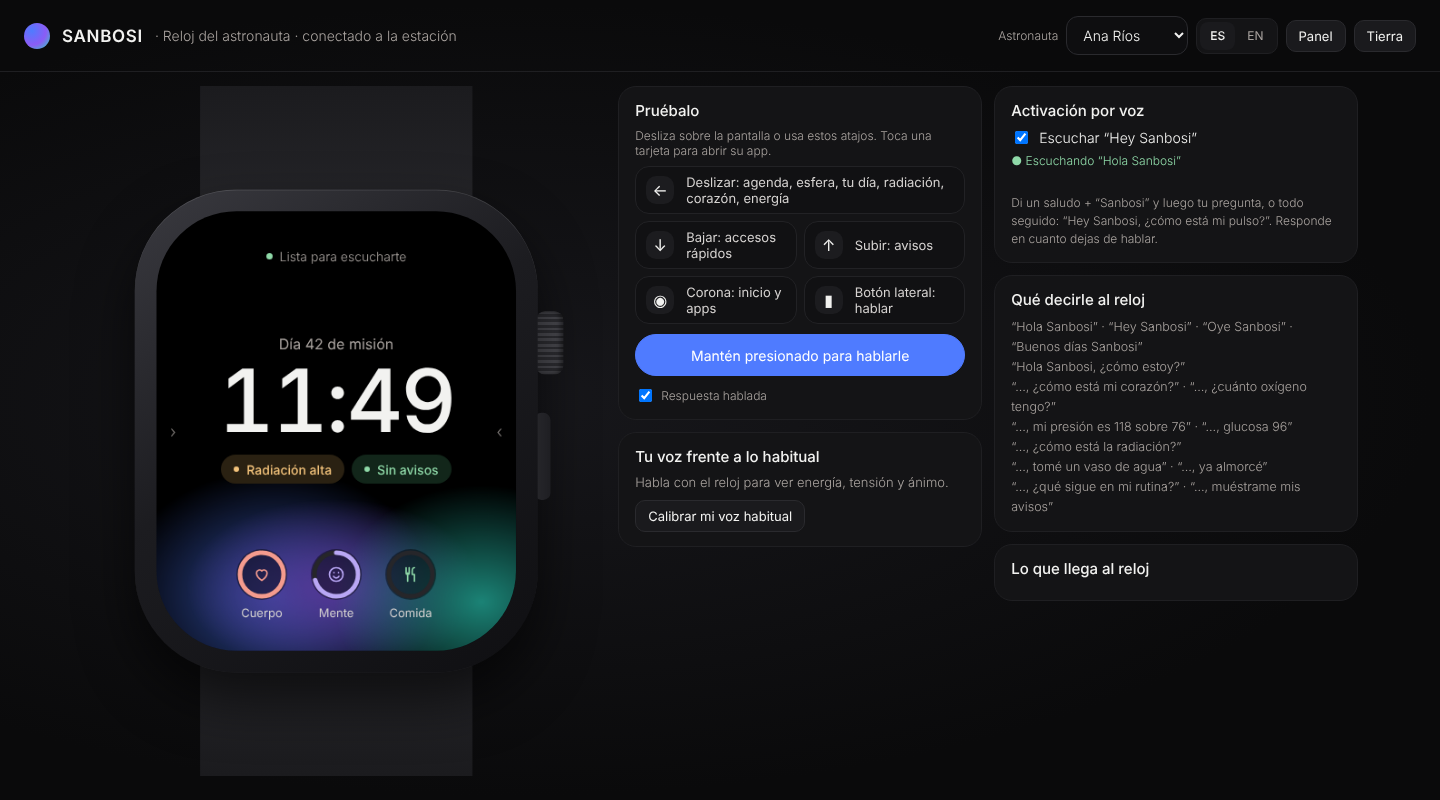 SANBOSI · Reloj del astronauta · conectado a la estación
Astronauta Ana Ríos ES EN Panel Tierra
Lista para escucharte
Día 42 de misión
11:49
Radiación alta Sin avisos
Cuerpo Mente Comida
Pruébalo
Desliza sobre la pantalla o usa estos atajos. Toca una
tarjeta para abrir su app.
← Deslizar: agenda, esfera, tu día, radiación,
corazón, energía
↓ Bajar: accesos
rápidos
↑ Subir: avisos
Corona: inicio y
apps
Botón lateral:
hablar
Mantén presionado para hablarle
Respuesta hablada
Tu voz frente a lo habitual
Habla con el reloj para ver energía, tensión y ánimo.
Calibrar mi voz habitual
Activación por voz
Escuchar “Hey Sanbosi”
Escuchando “Hola Sanbosi”
Di un saludo + “Sanbosi” y luego tu pregunta, o todo
seguido: “Hey Sanbosi, ¿cómo está mi pulso?”. Responde
en cuanto dejas de hablar.
Qué decirle al reloj
“Hola Sanbosi” · “Hey Sanbosi” · “Oye Sanbosi” ·
“Buenos días Sanbosi”
“Hola Sanbosi, ¿cómo estoy?”
“…, ¿cómo está mi corazón?” · “…, ¿cuánto oxígeno
tengo?”
“…, mi presión es 118 sobre 76” · “…, glucosa 96”
“…, ¿cómo está la radiación?”
“…, tomé un vaso de agua” · “…, ya almorcé”
“…, ¿qué sigue en mi rutina?” · “…, muéstrame mis
avisos”
Lo que llega al reloj